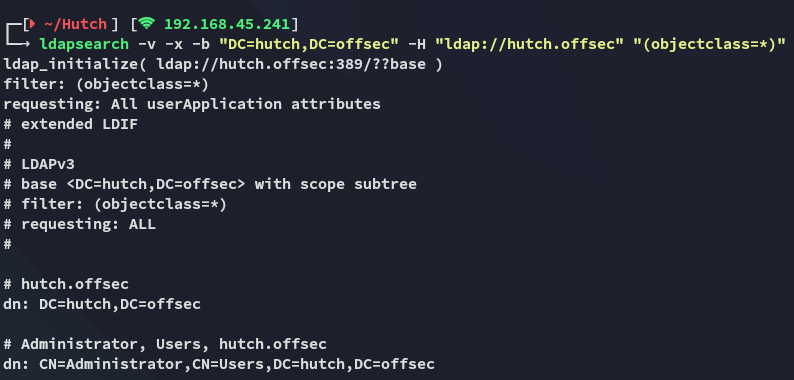 [ ~/Hutch ] [ 192.168.45.241]
ldapsearch -v -x -b "DC=hutch,DC=offsec" -H "ldap://hutch.offsec" "(objectclass=*)"
ldap_initialize( ldap://hutch.offsec:389/??base )
filter: (objectclass=*)
requesting: All userApplication attributes
# extended LDIF
#
# LDAPv3
# base <DC=hutch,DC=offsec> with scope subtree
# filter: (objectclass=*)
# requesting: ALL
#
# hutch.offsec
dn: DC=hutch,DC=offsec
# Administrator, Users, hutch.offsec
dn: CN=Administrator,CN=Users,DC=hutch,DC=offsec